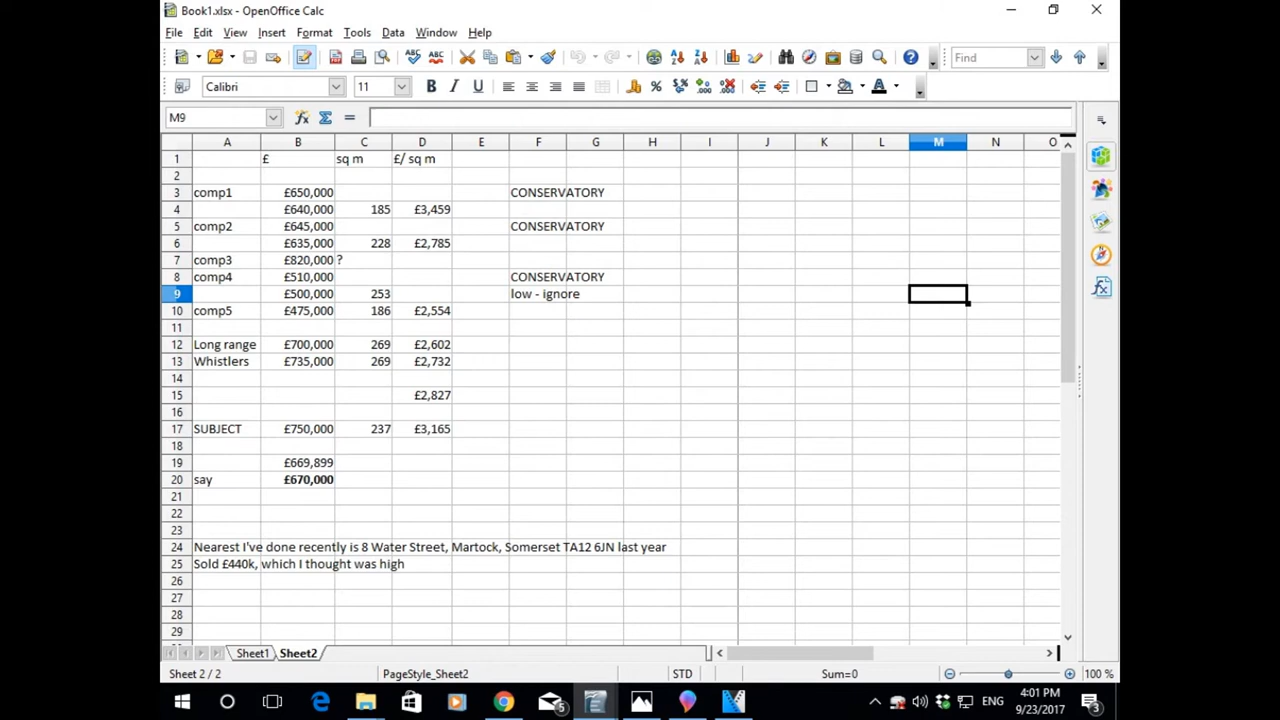 Book1.xlsx - OpenOffice Calc
File Edit View Insert Format Tools Data Window Help
Find
Calibri 11
M9
A B C D E F G H I J K L M N O
1 £ sq m £/ sq m
2
3 comp1 £650,000 CONSERVATORY
4 £640,000 185 £3,459
5 comp2 £645,000 CONSERVATORY
6 £635,000 228 £2,785
7 comp3 £820,000 ?
8 comp4 £510,000 CONSERVATORY
9 £500,000 253 low - ignore
10 comp5 £475,000 186 £2,554
11
12 Long range £700,000 269 £2,602
13 Whistlers £735,000 269 £2,732
14
15 £2,827
16
17 SUBJECT £750,000 237 £3,165
18
19 £669,899
20 say £670,000
21
22
23
24 Nearest I've done recently is 8 Water Street, Martock, Somerset TA12 6JN last year
25 Sold £440k, which I thought was high
26
27
28
29
Sheet1 Sheet2
Sheet 2 / 2 PageStyle_Sheet2 STD Sum=0 100 %
5 ENG 4:01 PM
9/23/2017 3